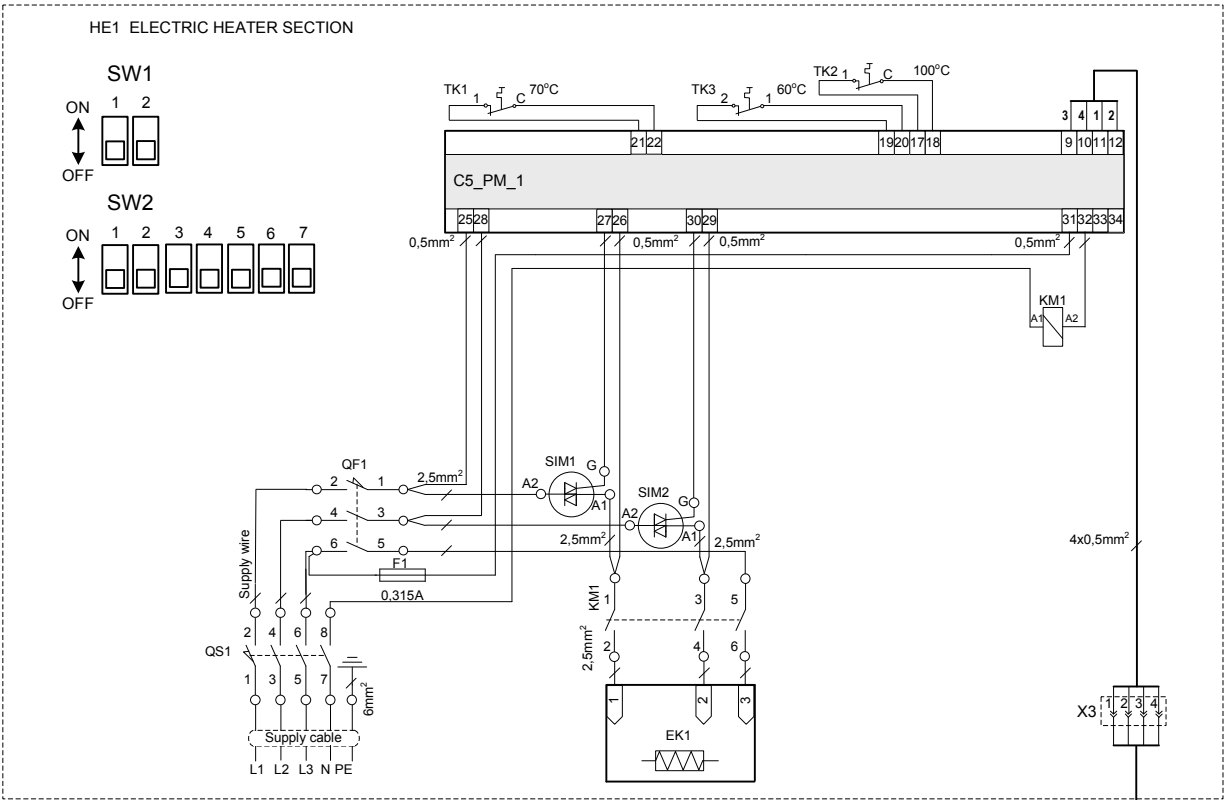 HE1 ELECTRIC HEATER SECTION
SW1
ON 1 2
OFF
SW2
ON 1 2 3 4 5 6 7
OFF
TK1 1 C 70°C
TK3 2 1 60°C
TK2 1 C 100°C
3 4 1 2
21 22 19 20 17 18 9 10 11 12
C5_PM_1
25 28 27 26 30 29 31 32 33 34
0,5mm² 0,5mm² 0,5mm² 0,5mm²
KM1
A1 A2
QF1
2 1 2,5mm²
4 3
6 5
F1
0,315A
SIM1
A2 G A1
SIM2
A2 G A1
2,5mm² 2,5mm²
4x0,5mm²
Supply wire
KM1
1 3 5
2 4 6
2,5mm²
QS1
2 4 6 8
1 3 5 7
6mm²
Supply cable
L1 L2 L3 N PE
1 2 3
EK1
X3 1 2 3 4